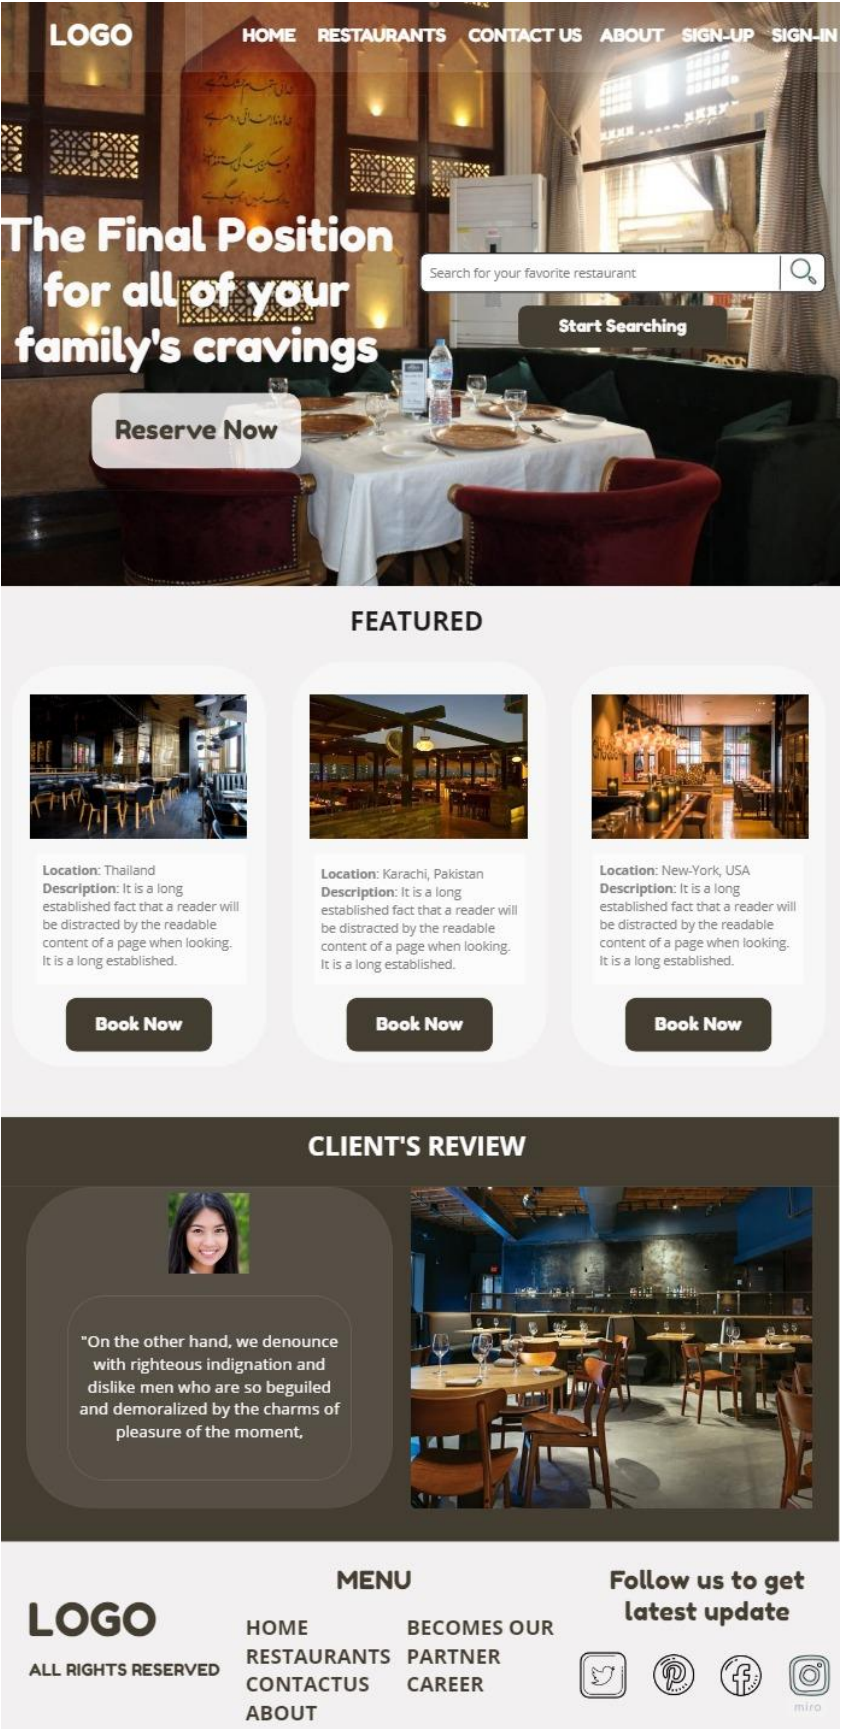 LOGO
HOME RESTAURANTS CONTACT US ABOUT SIGN-UP SIGN-IN
The Final Position
for all of your
family's cravings
Search for your favorite restaurant
Start Searching
Reserve Now
FEATURED
Location: Thailand
Description: It is a long
established fact that a reader will
be distracted by the readable
content of a page when looking.
It is a long established.
Book Now
Location: Karachi, Pakistan
Description: It is a long
established fact that a reader will
be distracted by the readable
content of a page when looking.
It is a long established.
Book Now
Location: New-York, USA
Description: It is a long
established fact that a reader will
be distracted by the readable
content of a page when looking.
It is a long established.
Book Now
CLIENT'S REVIEW
"On the other hand, we denounce
with righteous indignation and
dislike men who are so beguiled
and demoralized by the charms of
pleasure of the moment,
LOGO
ALL RIGHTS RESERVED
MENU
HOME
RESTAURANTS
CONTACTUS
ABOUT
BECOMES OUR
PARTNER
CAREER
Follow us to get
latest update
miro